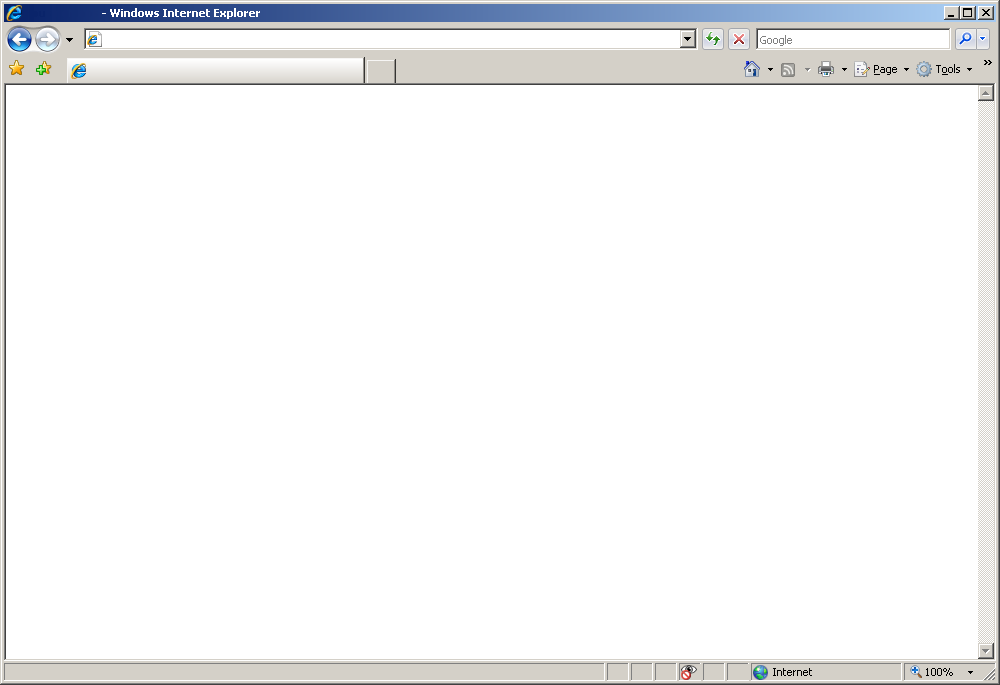 - Windows Internet Explorer
Google
Page
Tools
»
Internet
100%